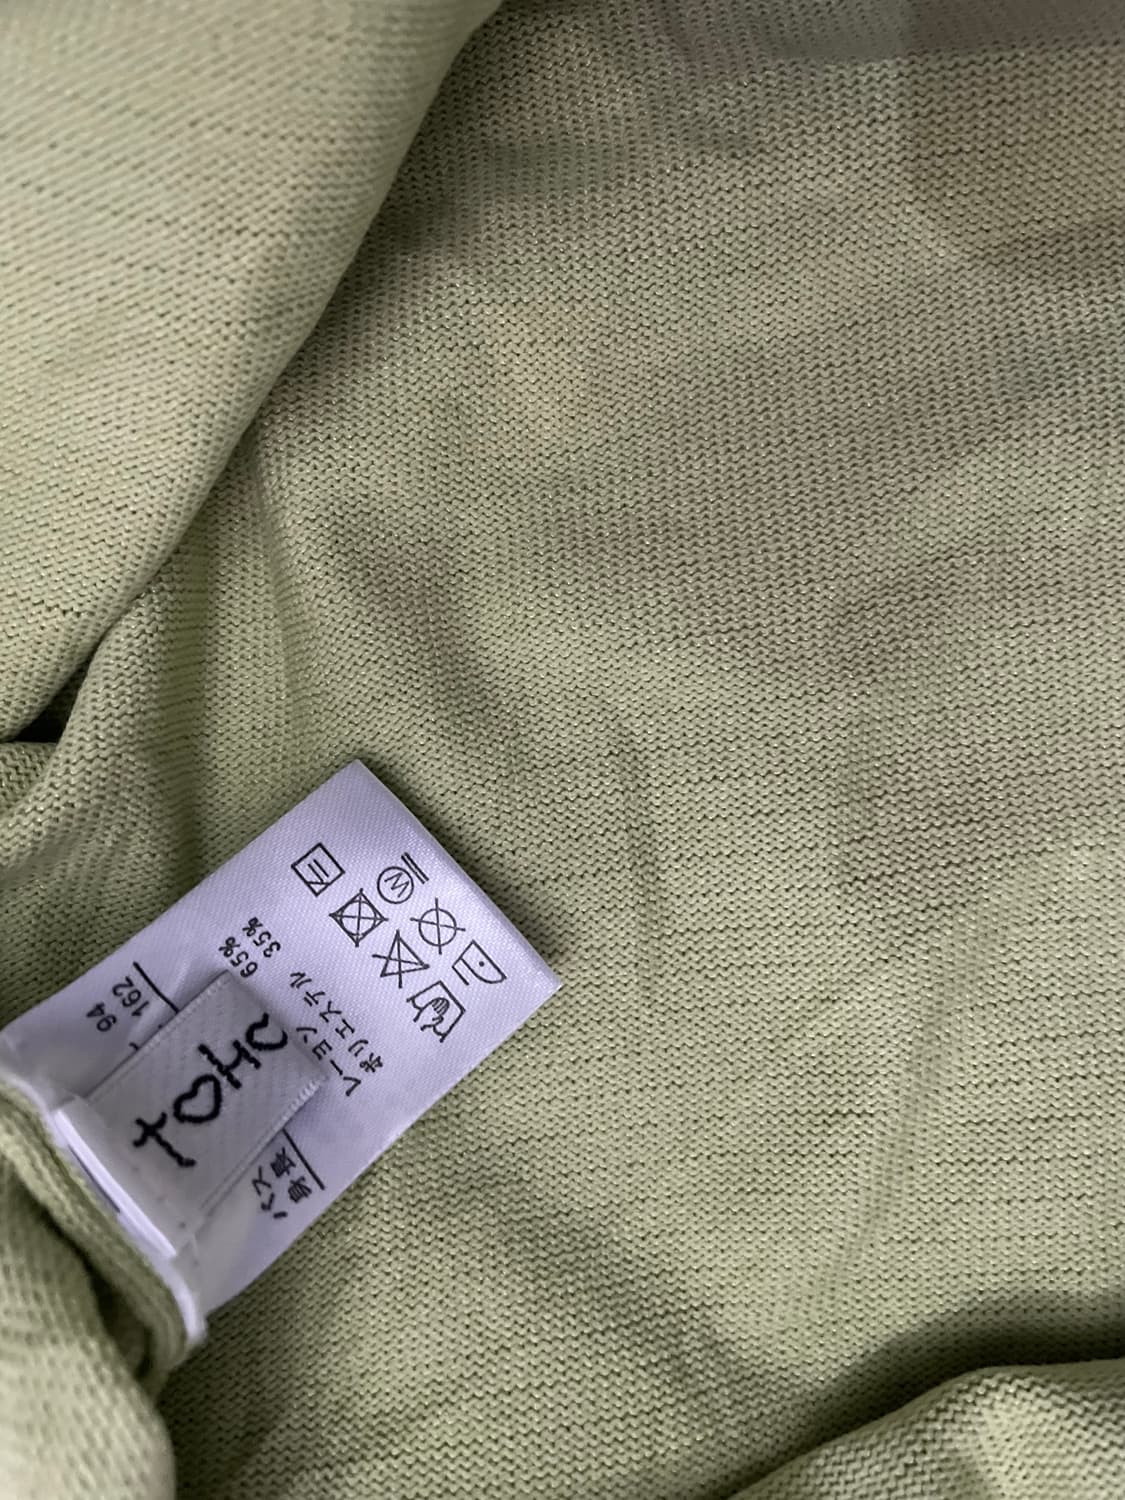 バスト 94
身長 162
レーヨン 65%
ポリエステル 35%
W